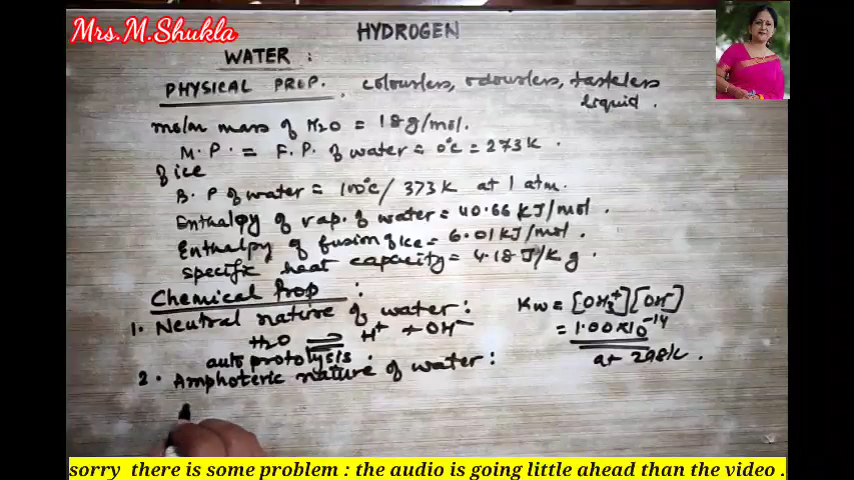 Mrs.M.Shukla
HYDROGEN
WATER :
PHYSICAL PROP. , colourless, odourless, tasteless
liquid .
molar mass of H2O = 18g/mol.
M.P. = F.P. of water = 0°C = 273 K .
of ice
B.P of water = 100°C/ 373 K at 1 atm.
Enthalpy of vap. of water = 40.66 KJ/mol .
Enthalpy of fusion of ice = 6.01 KJ/mol .
specific heat capacity = 4.18 J/K g .
Chemical Prop :
1. Neutral nature of water :
H2O ⇌ H+ + OH-
auto protolysis .
Kw = [OH3+][OH-]
= 1.00×10-14
at 298K .
2. Amphoteric nature of water :
sorry there is some problem : the audio is going little ahead than the video .